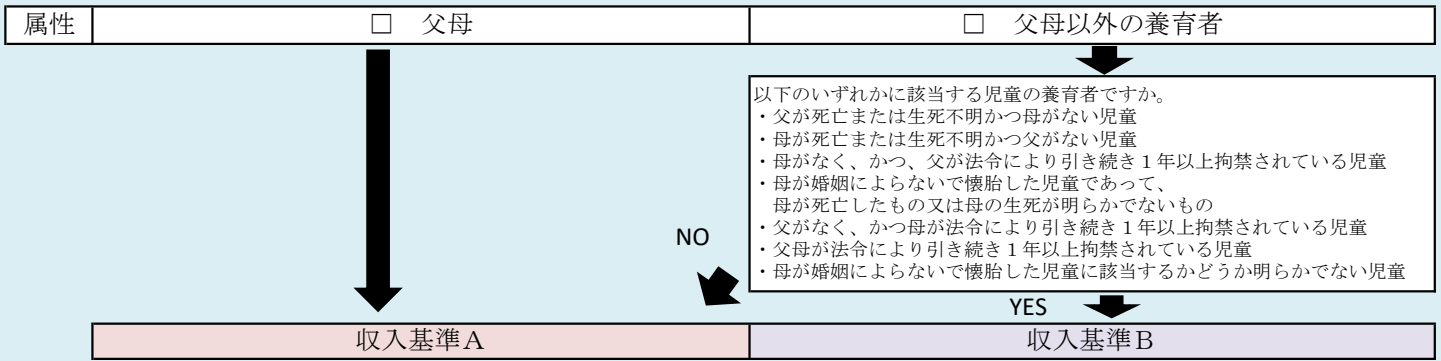 属性
□ 父母
□ 父母以外の養育者
以下のいずれかに該当する児童の養育者ですか。
・父が死亡または生死不明かつ母がない児童
・母が死亡または生死不明かつ父がない児童
・母がなく、かつ、父が法令により引き続き１年以上拘禁されている児童
・母が婚姻によらないで懐胎した児童であって、
母が死亡したもの又は母の生死が明らかでないもの
・父がなく、かつ母が法令により引き続き１年以上拘禁されている児童
・父母が法令により引き続き１年以上拘禁されている児童
・母が婚姻によらないで懐胎した児童に該当するかどうか明らかでない児童
NO
YES
収入基準Ａ
収入基準Ｂ